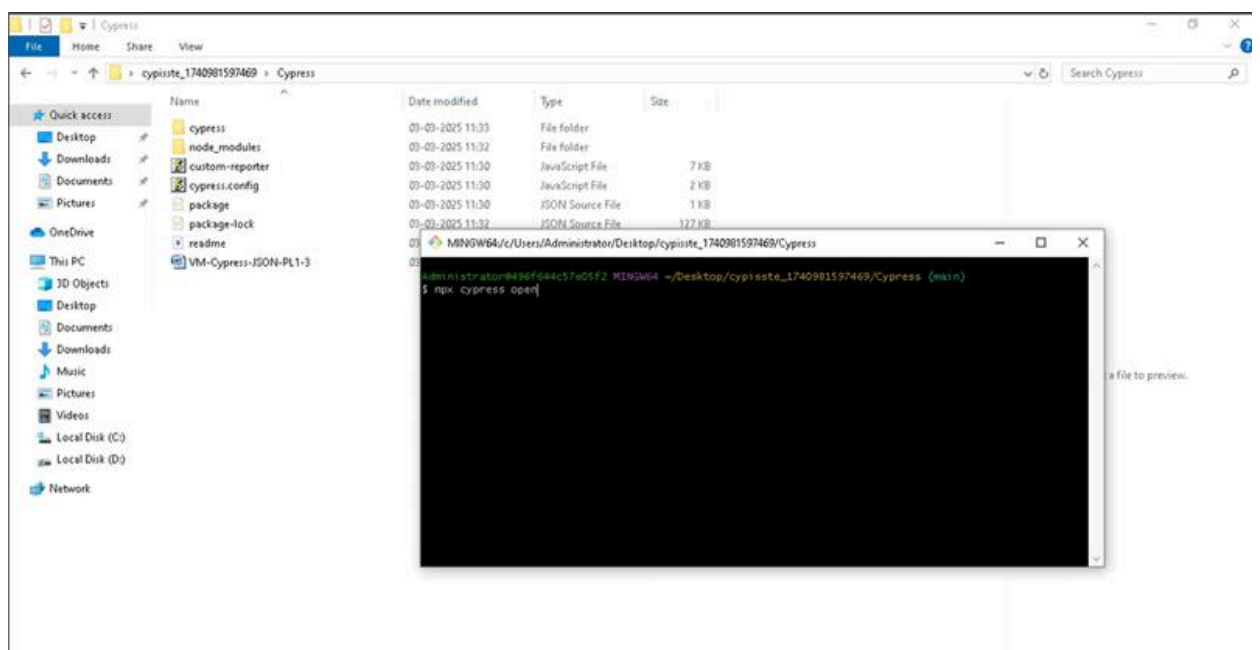 Cypress
File Home Share View
cypisste_1740981597469 › Cypress
Search Cypress
Name Date modified Type Size
Quick access
Desktop
Downloads
Documents
Pictures
OneDrive
This PC
3D Objects
Desktop
Documents
Downloads
Music
Pictures
Videos
Local Disk (C:)
Local Disk (D:)
Network
cypress 03-03-2025 11:33 File folder
node_modules 03-03-2025 11:32 File folder
custom-reporter 03-03-2025 11:30 JavaScript File 7 KB
cypress.config 03-03-2025 11:30 JavaScript File 2 KB
package 03-03-2025 11:30 JSON Source File 1 KB
package-lock 03-03-2025 11:32 JSON Source File 127 KB
readme 03
VM-Cypress-JSON-PL1-3 03
MINGW64:/c/Users/Administrator/Desktop/cypisste_1740981597469/Cypress
Administrator@496f644c57e05f2 MINGW64 ~/Desktop/cypisste_1740981597469/Cypress (main)
$ npx cypress open
a file to preview.